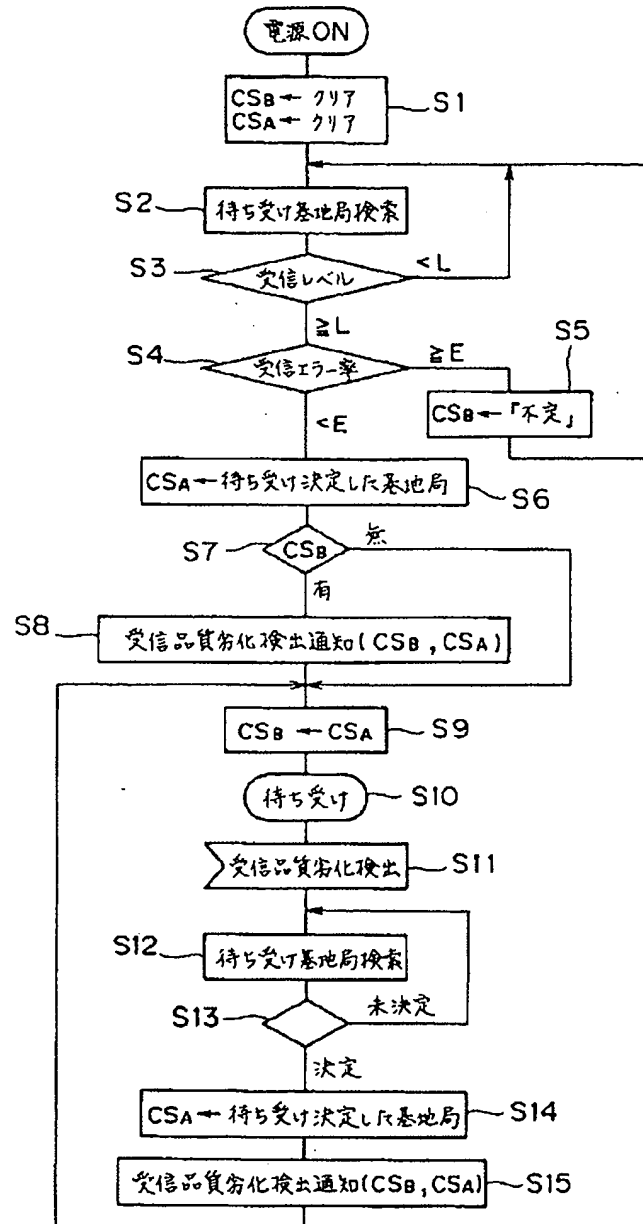 電源ON
CSB ← クリア
CSA ← クリア
S1
S2
待ち受け基地局検索
S3
受信レベル
<L
≧L
S4
受信エラー率
≧E
S5
CSB ← 「不定」
<E
CSA ← 待ち受け決定した基地局
S6
S7
CSB
無
有
S8
受信品質劣化検出通知(CSB,CSA)
CSB ← CSA
S9
待ち受け
S10
受信品質劣化検出
S11
S12
待ち受け基地局検索
S13
未決定
決定
CSA ← 待ち受け決定した基地局
S14
受信品質劣化検出通知(CSB,CSA)
S15